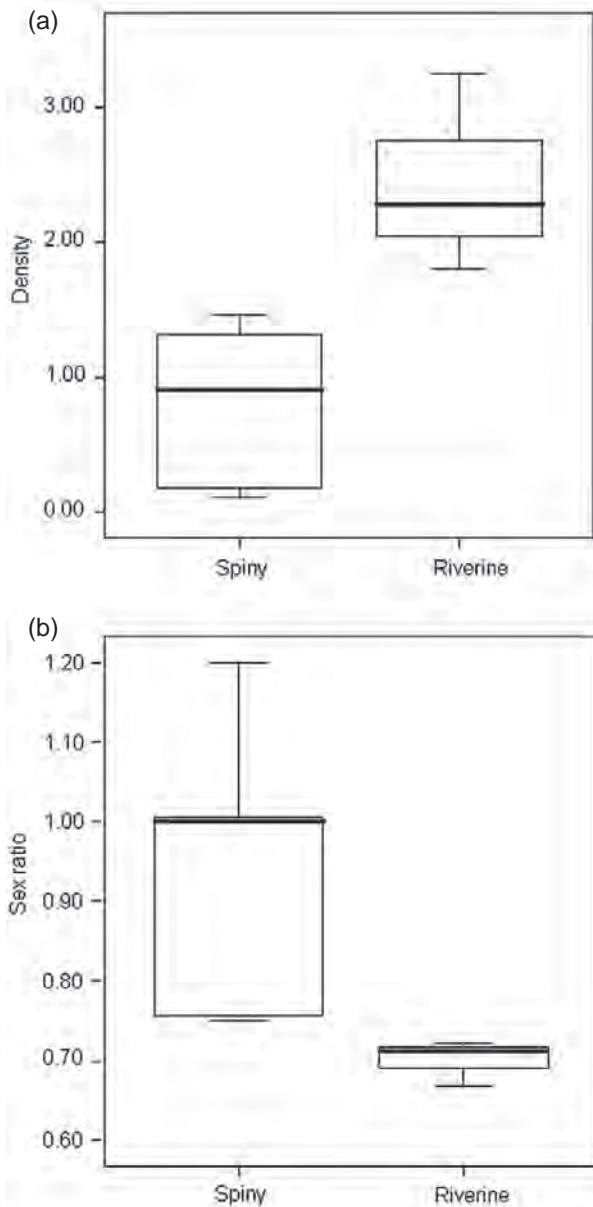 (a)
3.00
2.00
Density
1.00
0.00
Spiny Riverine
(b)
1.20
1.10
1.00
Sex ratio
0.90
0.80
0.70
0.60
Spiny Riverine